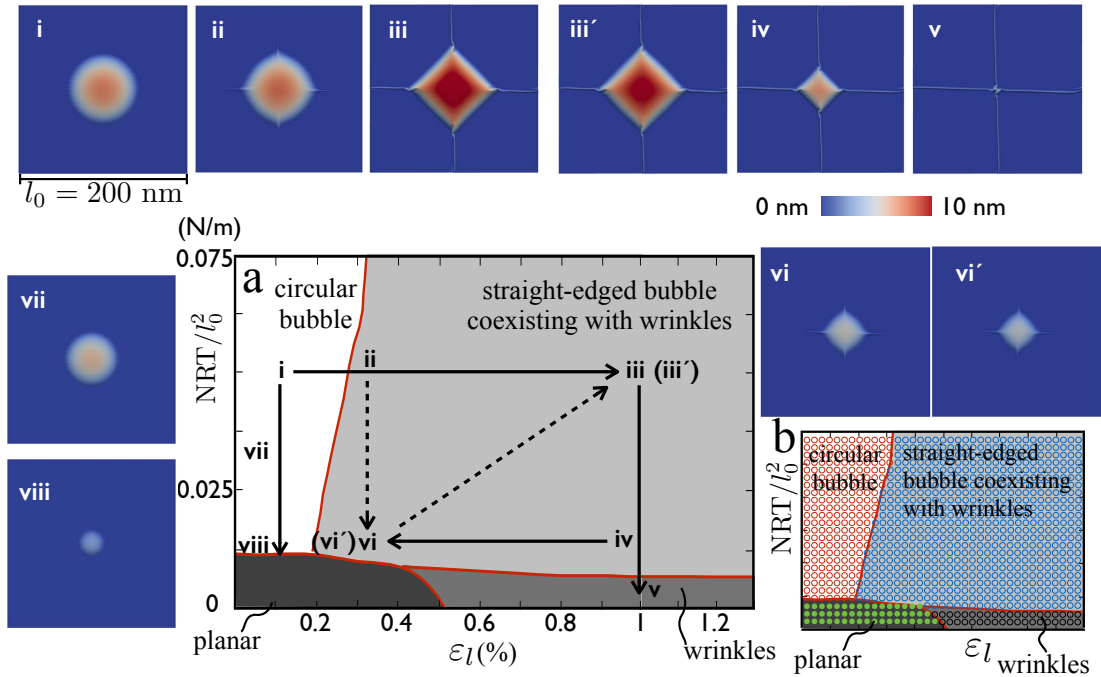 i
ii
iii
iii´
iv
v
l₀ = 200 nm
0 nm
10 nm
(N/m)
0.075
0.025
0
NRT/l₀²
a
circular
bubble
straight-edged bubble
coexisting with wrinkles
i
ii
iii (iii´)
vii
viii
(vi´) vi
iv
v
planar
0.2
0.4
0.6
0.8
1
1.2
εₗ(%)
wrinkles
vii
viii
vi
vi´
b
circular
bubble
straight-edged
bubble coexisting
with wrinkles
NRT/l₀²
planar
εₗ
wrinkles